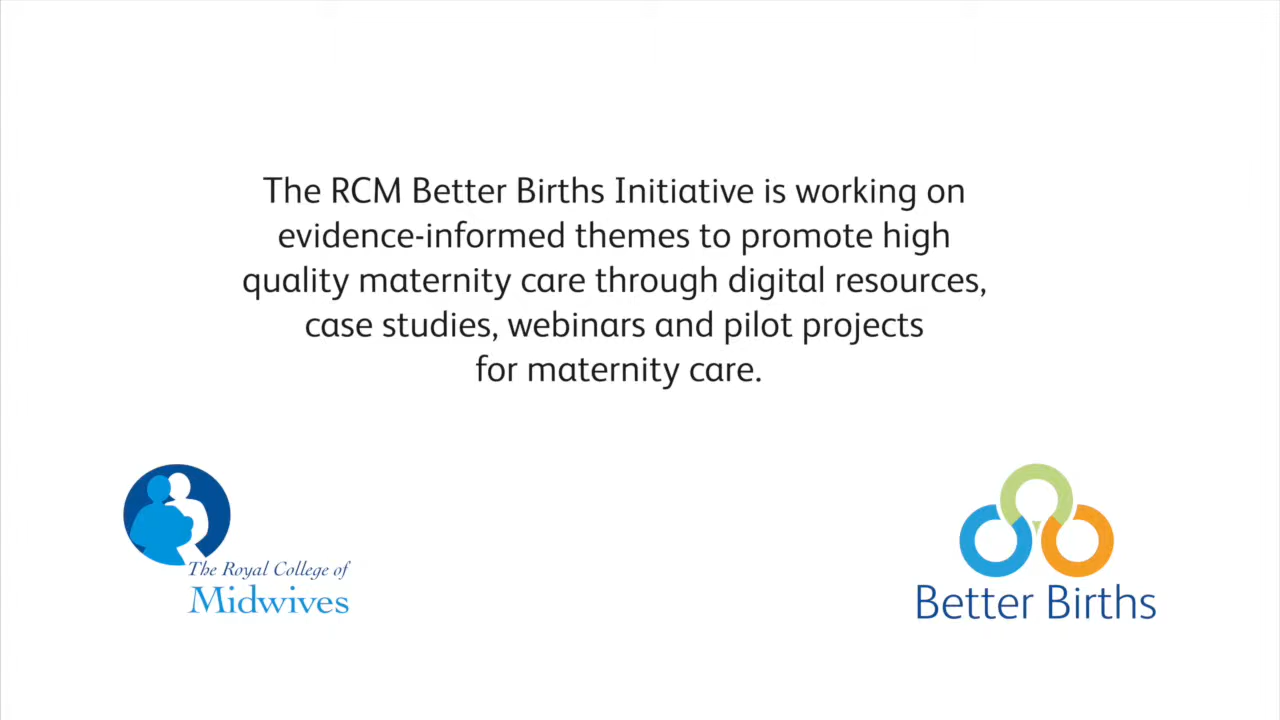 The RCM Better Births Initiative is working on
evidence-informed themes to promote high
quality maternity care through digital resources,
case studies, webinars and pilot projects
for maternity care.
The Royal College of
Midwives
Better Births